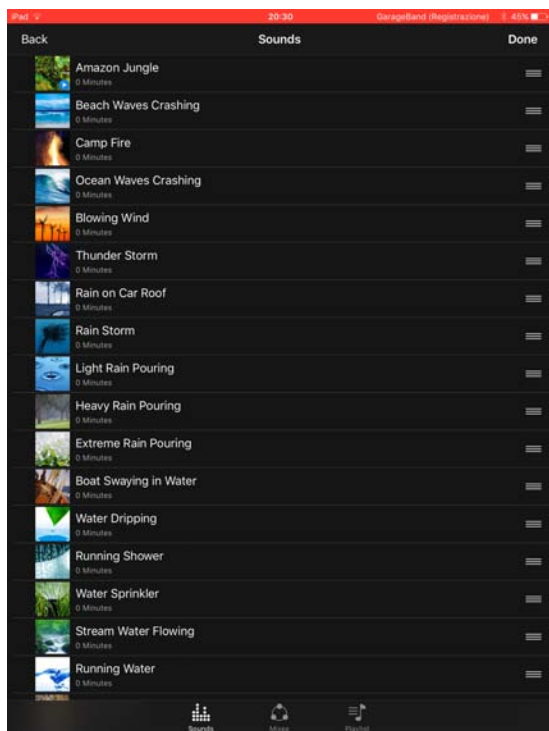 iPad
20:30
GarageBand (Registrazione)
45%
Back
Sounds
Done
Amazon Jungle
0 Minutes
Beach Waves Crashing
0 Minutes
Camp Fire
0 Minutes
Ocean Waves Crashing
0 Minutes
Blowing Wind
0 Minutes
Thunder Storm
0 Minutes
Rain on Car Roof
0 Minutes
Rain Storm
0 Minutes
Light Rain Pouring
0 Minutes
Heavy Rain Pouring
0 Minutes
Extreme Rain Pouring
0 Minutes
Boat Swaying in Water
0 Minutes
Water Dripping
0 Minutes
Running Shower
0 Minutes
Water Sprinkler
0 Minutes
Stream Water Flowing
0 Minutes
Running Water
0 Minutes
Sounds
Mixes
Playlist